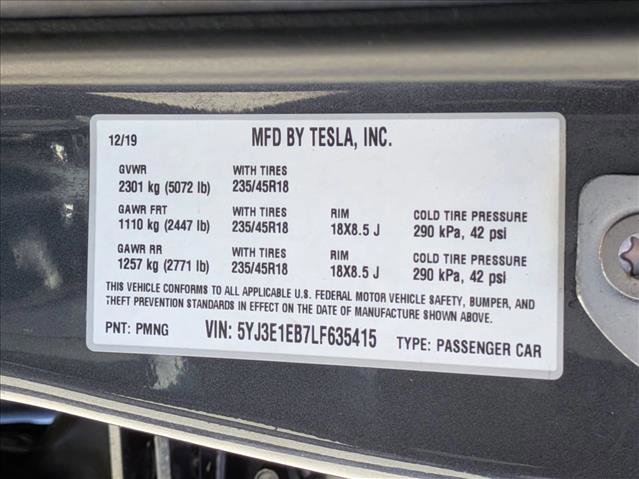 12/19 MFD BY TESLA, INC.
GVWR WITH TIRES
2301 kg (5072 lb) 235/45R18
GAWR FRT WITH TIRES RIM COLD TIRE PRESSURE
1110 kg (2447 lb) 235/45R18 18X8.5 J 290 kPa, 42 psi
GAWR RR WITH TIRES RIM COLD TIRE PRESSURE
1257 kg (2771 lb) 235/45R18 18X8.5 J 290 kPa, 42 psi
THIS VEHICLE CONFORMS TO ALL APPLICABLE U.S. FEDERAL MOTOR VEHICLE SAFETY, BUMPER, AND
THEFT PREVENTION STANDARDS IN EFFECT ON THE DATE OF MANUFACTURE SHOWN ABOVE.
PNT: PMNG VIN: 5YJ3E1EB7LF635415 TYPE: PASSENGER CAR